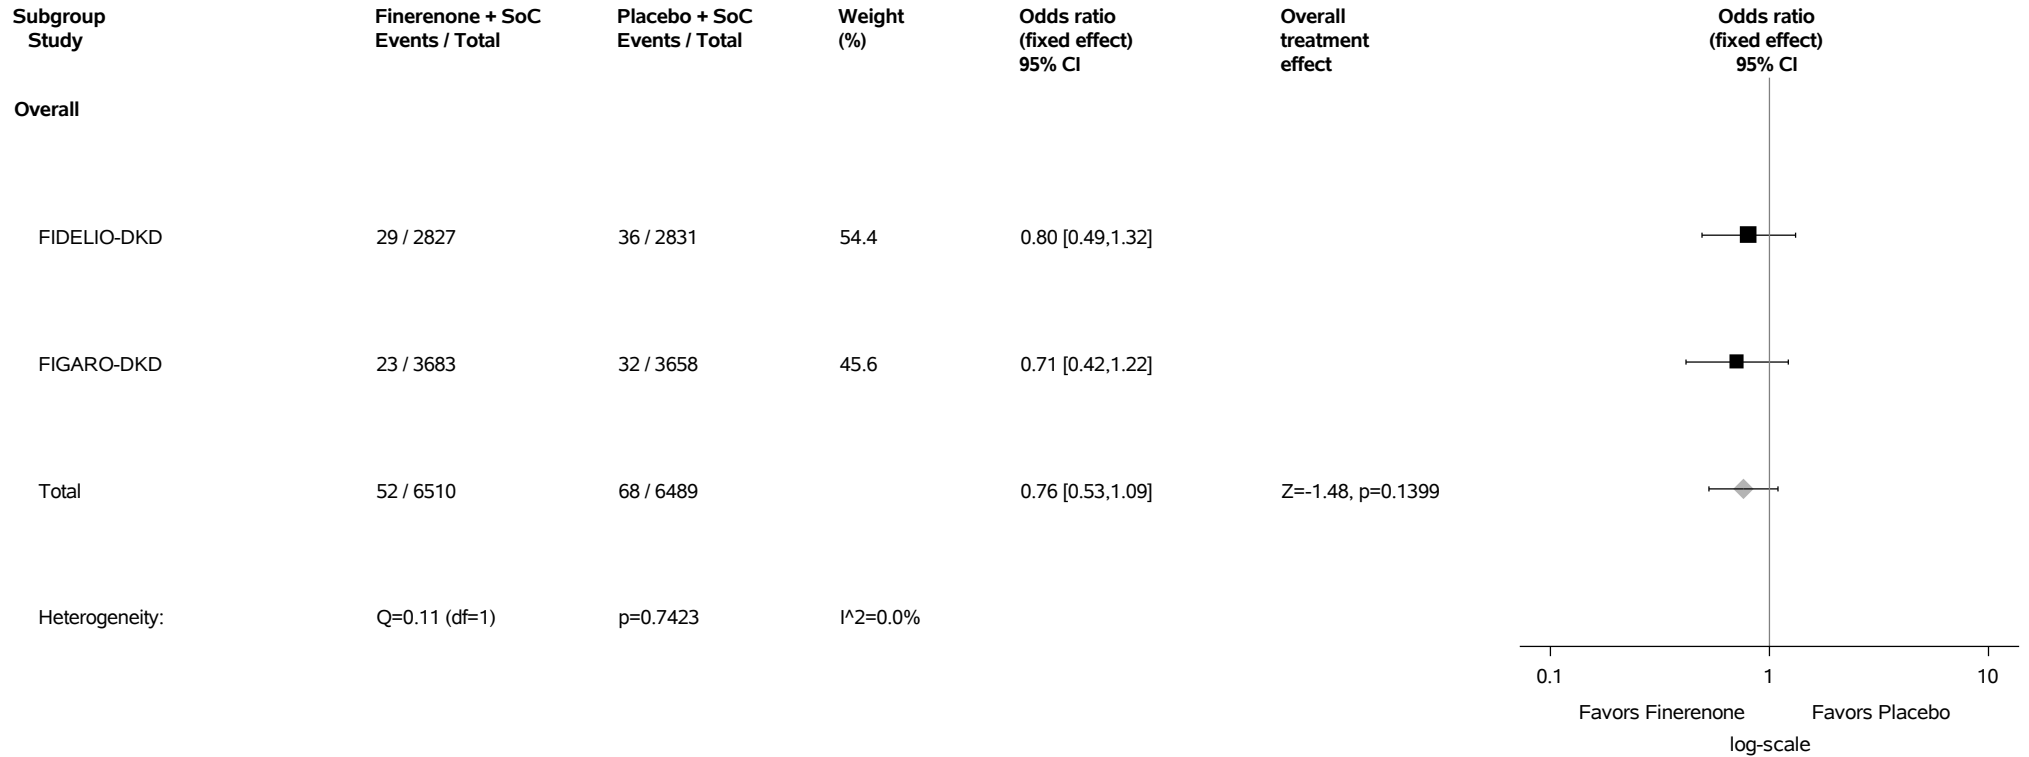 Subgroup Finerenone + SoC Placebo + SoC Weight Odds ratio Overall Odds ratio
Study Events / Total Events / Total (%) (fixed effect) treatment (fixed effect)
95% CI effect 95% CI
Overall
FIDELIO-DKD 29 / 2827 36 / 2831 54.4 0.80 [0.49,1.32]
FIGARO-DKD 23 / 3683 32 / 3658 45.6 0.71 [0.42,1.22]
Total 52 / 6510 68 / 6489 0.76 [0.53,1.09] Z=-1.48, p=0.1399
Heterogeneity: Q=0.11 (df=1) p=0.7423 I^2=0.0%
0.1 1 10
Favors Finerenone Favors Placebo
log-scale